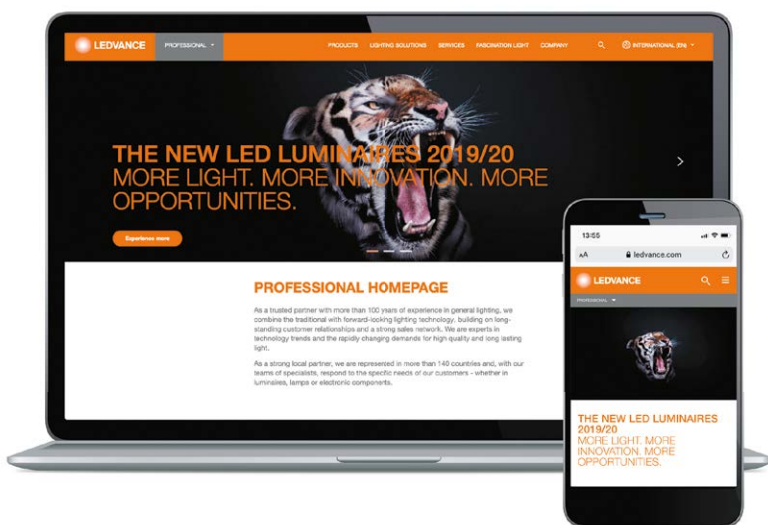 LEDVANCE
PROFESSIONAL
PRODUCTS LIGHTING SOLUTIONS SERVICES FASCINATION LIGHT COMPANY
INTERNATIONAL (EN)
THE NEW LED LUMINAIRES 2019/20
MORE LIGHT. MORE INNOVATION. MORE
OPPORTUNITIES.
Experience more
PROFESSIONAL H0MEPAGE
As a trusted partner with more than 100 years of experience in general lighting, we
combine the traditional with forward-looking lighting technology, building on long-
standing customer relationships and a strong sales network. We are experts in
technology trends and the rapidly changing demands for high quality and long lasting
light.
As a strong local partner, we are represented in more than 140 countries and, with our
teams of specialists, respond to the specific needs of our customers - whether in
luminaires, lamps or electronic components.
13:55
AA ledvance.com
LEDVANCE
PROFESSIONAL
THE NEW LED LUMINAIRES
2019/20
MORE LIGHT. MORE
INNOVATION. MORE
OPPORTUNITIES.